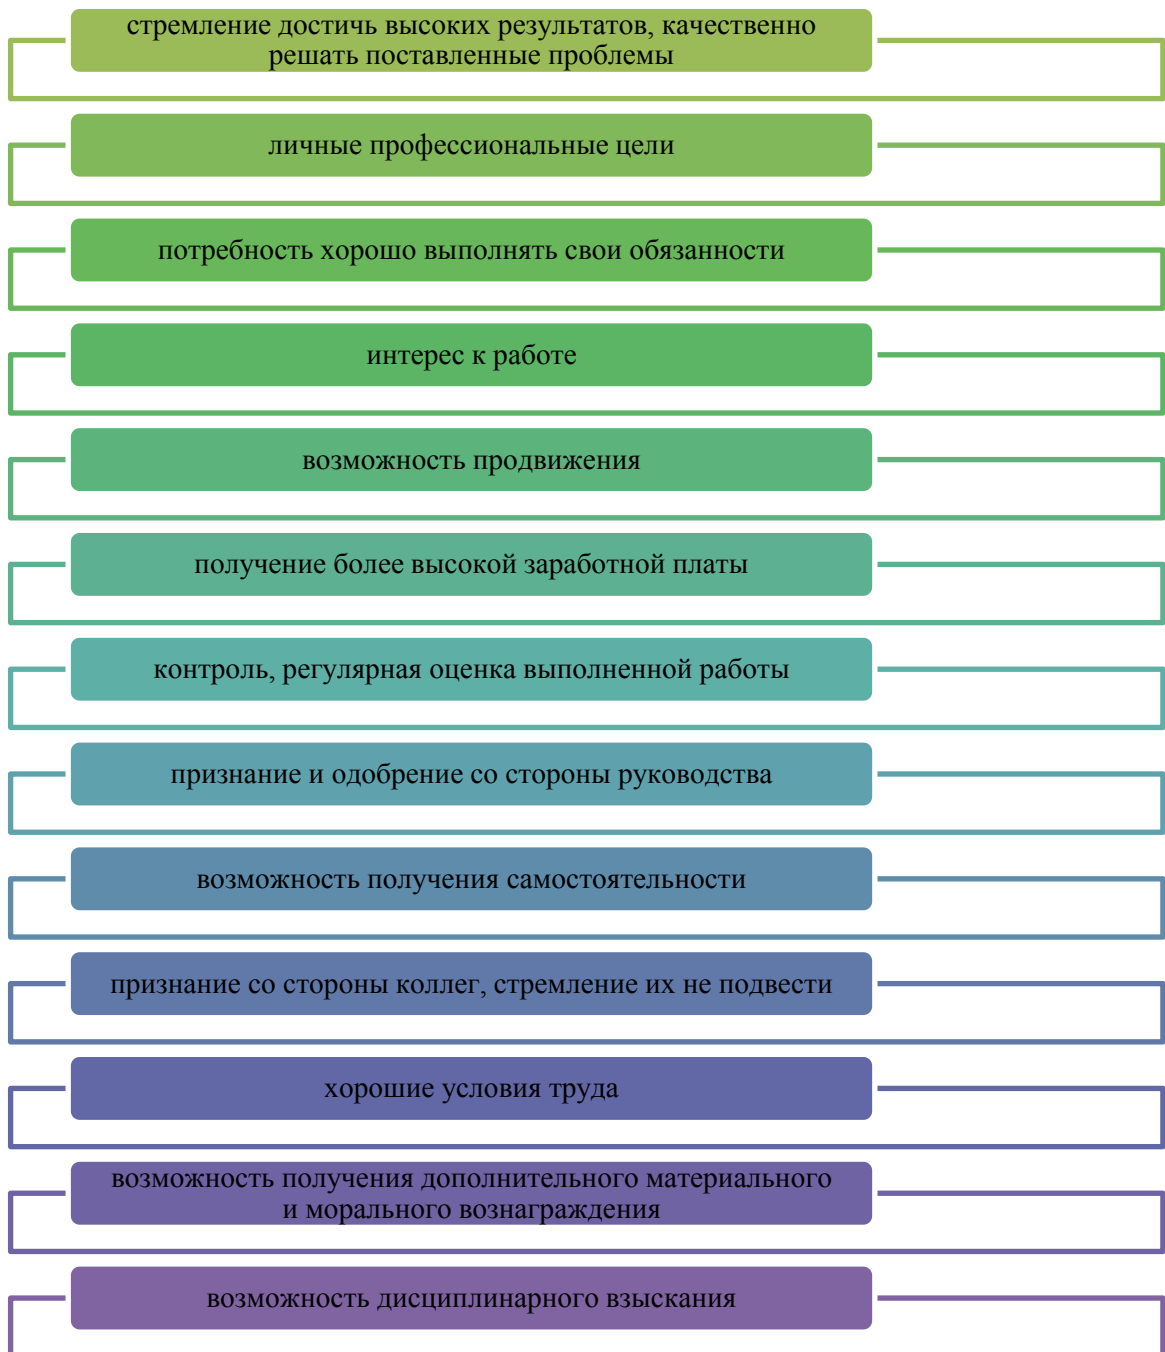 стремление достичь высоких результатов, качественно
решать поставленные проблемы
личные профессиональные цели
потребность хорошо выполнять свои обязанности
интерес к работе
возможность продвижения
получение более высокой заработной платы
контроль, регулярная оценка выполненной работы
признание и одобрение со стороны руководства
возможность получения самостоятельности
признание со стороны коллег, стремление их не подвести
хорошие условия труда
возможность получения дополнительного материального
и морального вознаграждения
возможность дисциплинарного взыскания